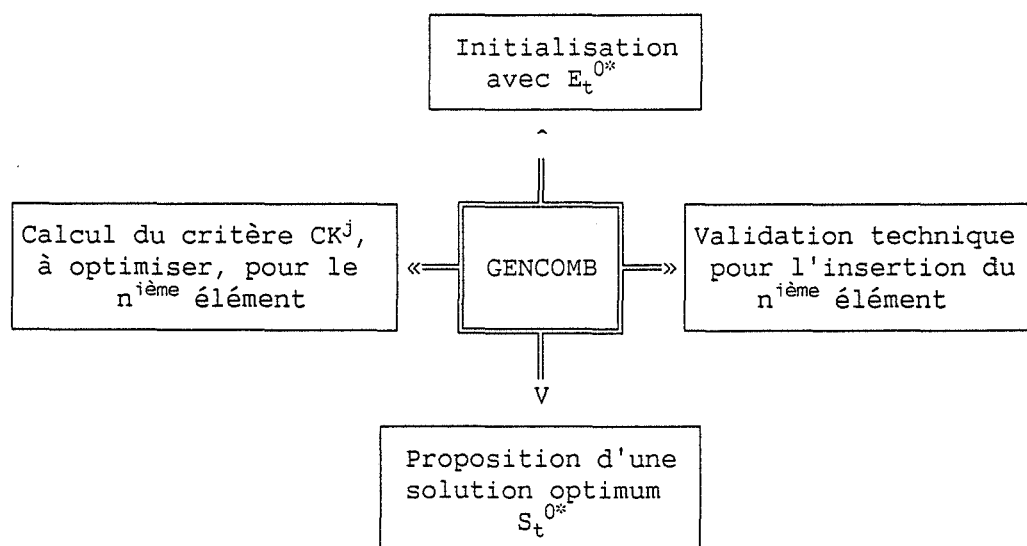 Initialisation
avec E_t^0*
^
Calcul du critère CK^j,
à optimiser, pour le
n^ième élément
«
GENCOMB
»
Validation technique
pour l'insertion du
n^ième élément
V
Proposition d'une
solution optimum
S_t^0*